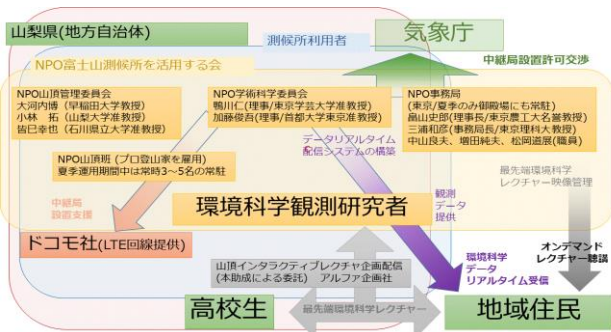 山梨県(地方自治体)
測候所利用者
気象庁
NPO富士山測候所を活用する会
中継局設置許可交渉
NPO山頂管理委員会
大河内博(早稲田大学教授)
小林 拓(山梨大学准教授)
皆巳幸也(石川県立大学准教授)
NPO学術科学委員会
鴨川仁(理事/東京学芸大学准教授)
加藤俊吾(理事/首都大学東京准教授)
NPO事務局
(東京/夏季のみ御殿場にも常駐)
畠山史郎(理事長/東京農工大名誉教授)
三浦和彦(事務局長/東京理科大教授)
中山良夫、増田純夫、松岡道展(職員)
NPO山頂班(プロ登山家を雇用)
夏季運用期間中は常時3~5名の常駐
データリアルタイム
配信システムの構築
最先端環境科学
レクチャー映像管理
中継局
設置支援
環境科学観測研究者
観測
データ
提供
ドコモ社(LTE回線提供)
オンデマンド
レクチャー聴講
山頂インタラクティブレクチャ企画配信
(本助成による委託) アルファ企画社
環境科学
データ
リアルタイム受信
高校生
最先端環境科学レクチャー
地域住民